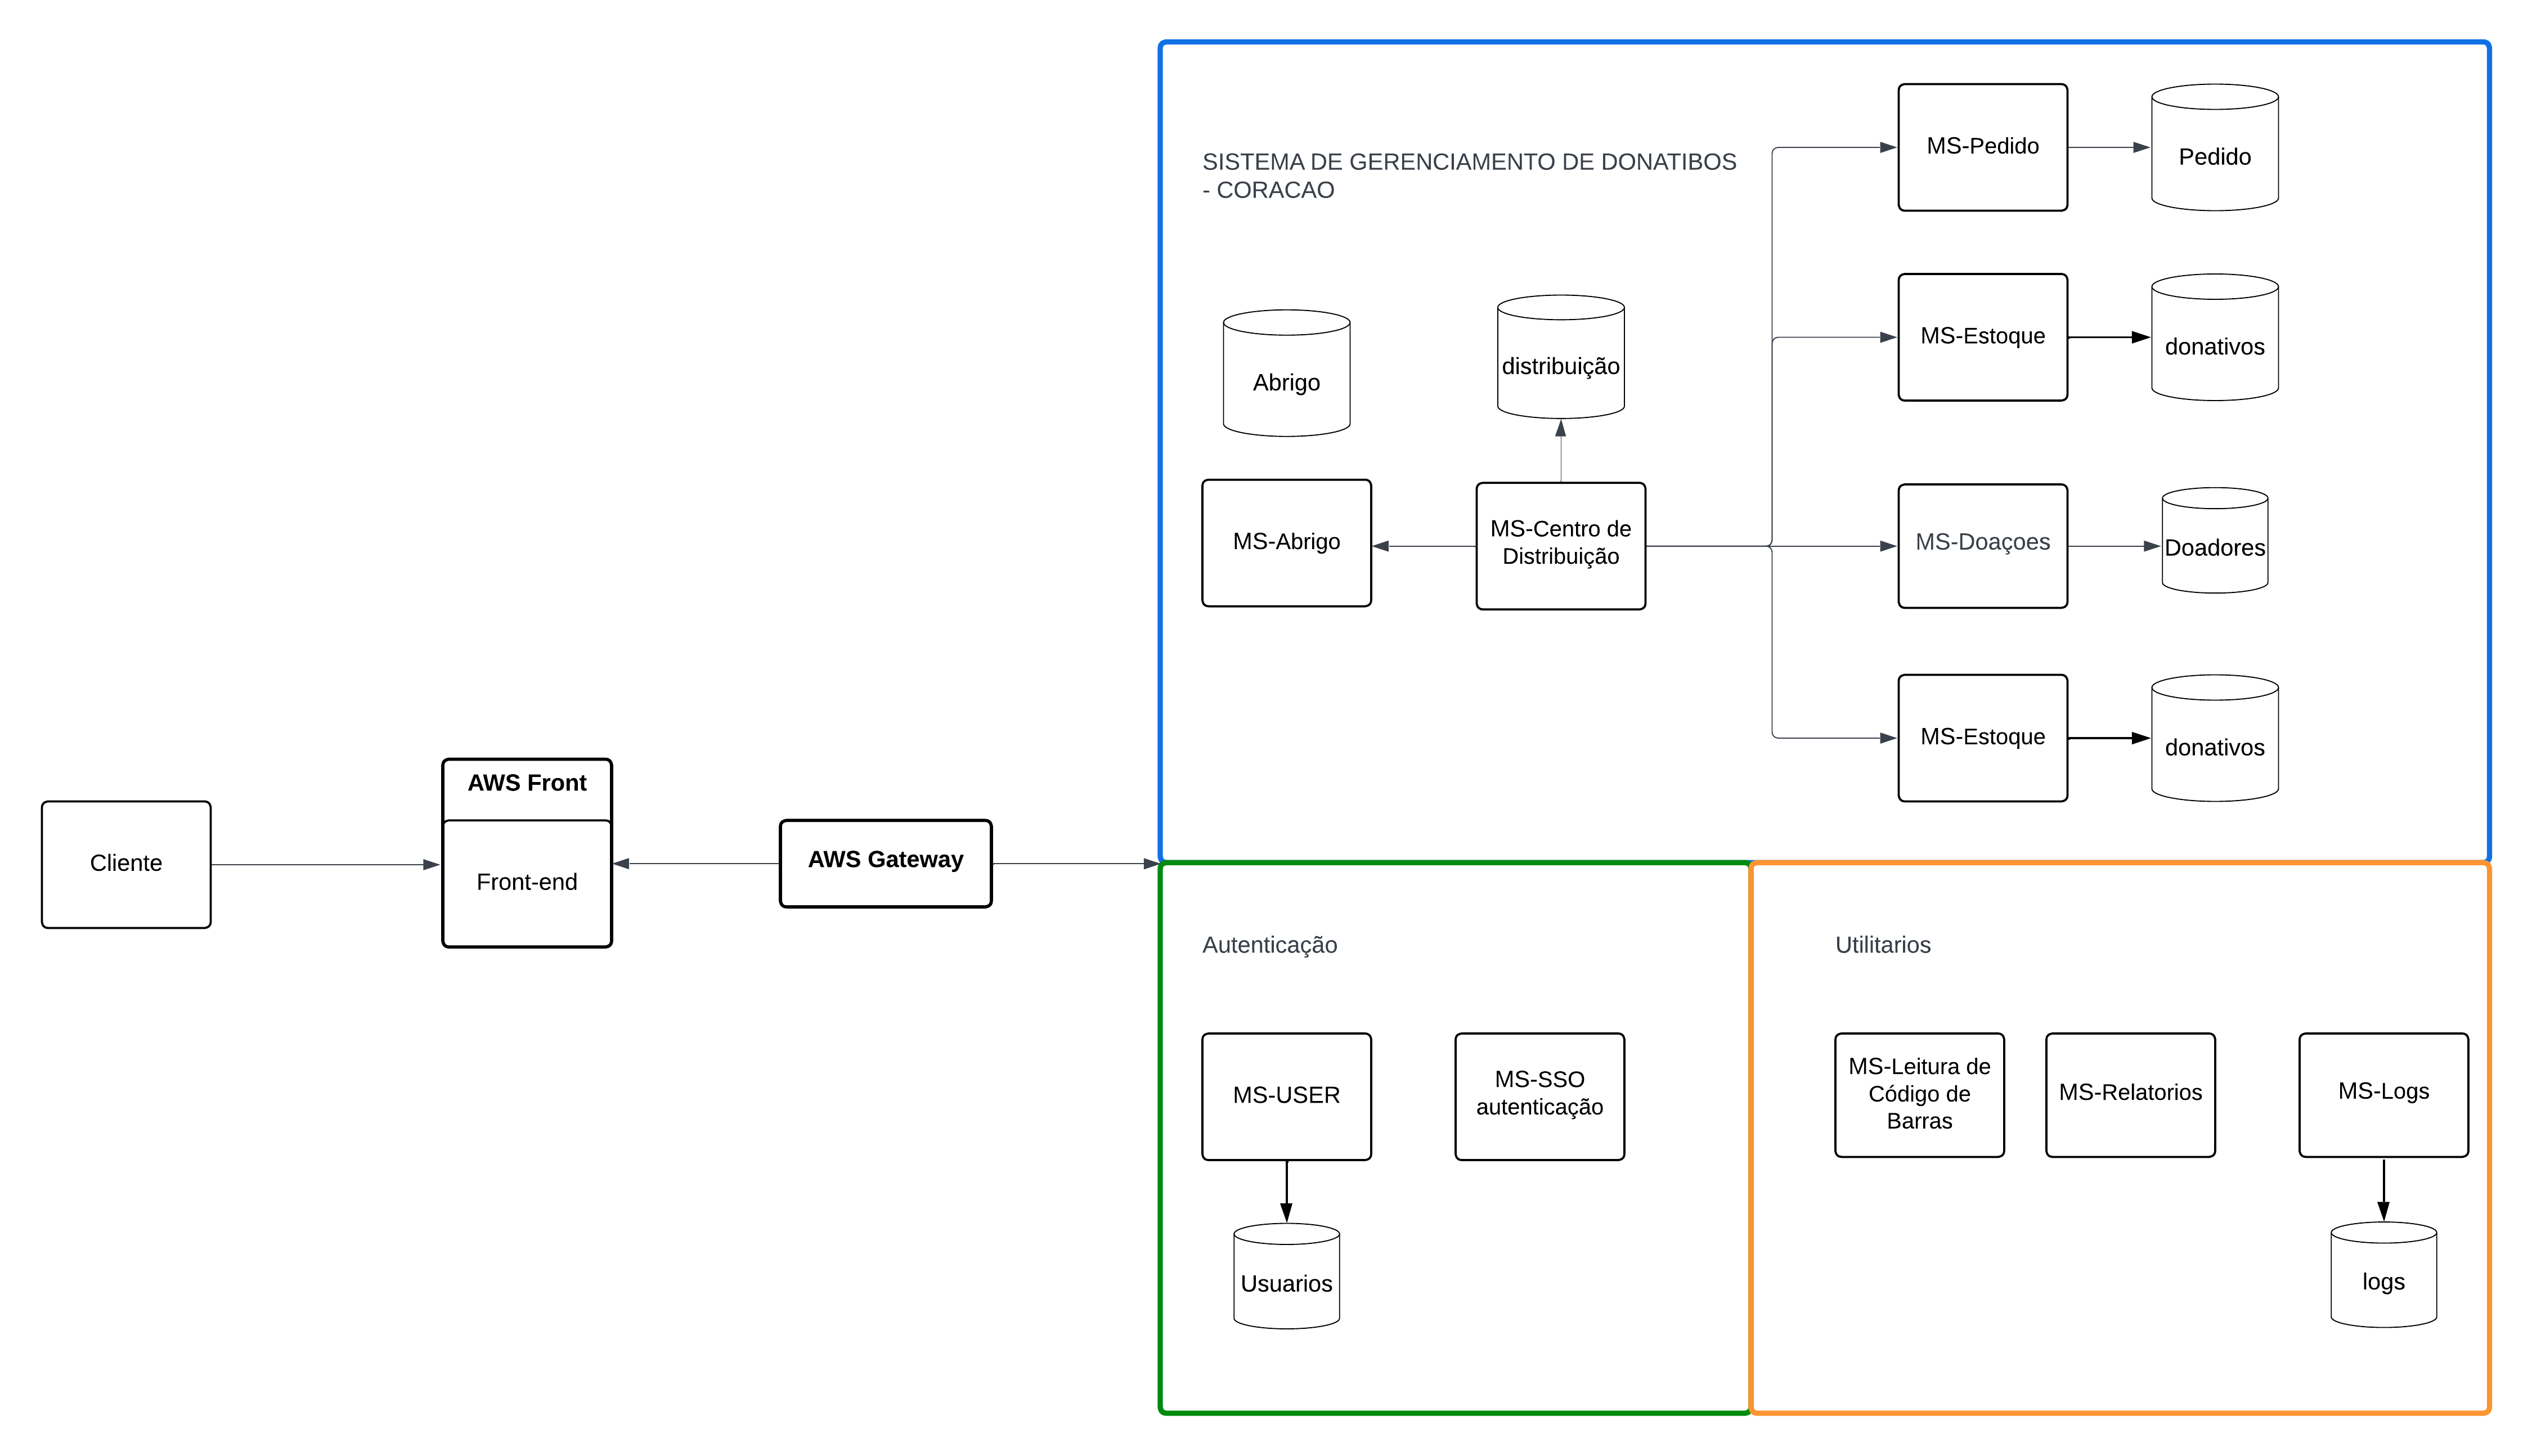 SISTEMA DE GERENCIAMENTO DE DONATIBOS
- CORACAO
MS-Pedido
Pedido
MS-Estoque
donativos
Abrigo
distribuição
MS-Abrigo
MS-Centro de
Distribuição
MS-Doaçoes
Doadores
MS-Estoque
donativos
Cliente
AWS Front
Front-end
AWS Gateway
Autenticação
MS-USER
MS-SSO
autenticação
Usuarios
Utilitarios
MS-Leitura de
Código de
Barras
MS-Relatorios
MS-Logs
logs